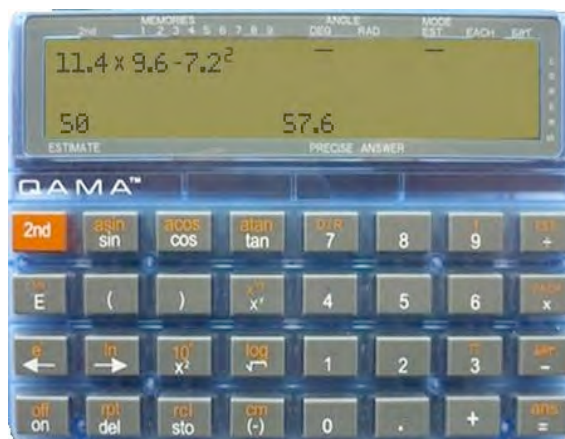 MEMORIES ANGLE MODE
2nd 1 2 3 4 5 6 7 8 9 DEG RAD EST. EACH
11.4 x 9.6 - 7.2²
50 57.6
ESTIMATE PRECISE ANSWER
QAMA™
asin acos atan D/R
2nd sin cos tan 7 8 9 ÷
E ( ) xʸ 4 5 6 x
ln 10ˣ log
← → x² √ 1 2 3 -
off rpt rcl cm ans
on del sto (-) 0 . + =